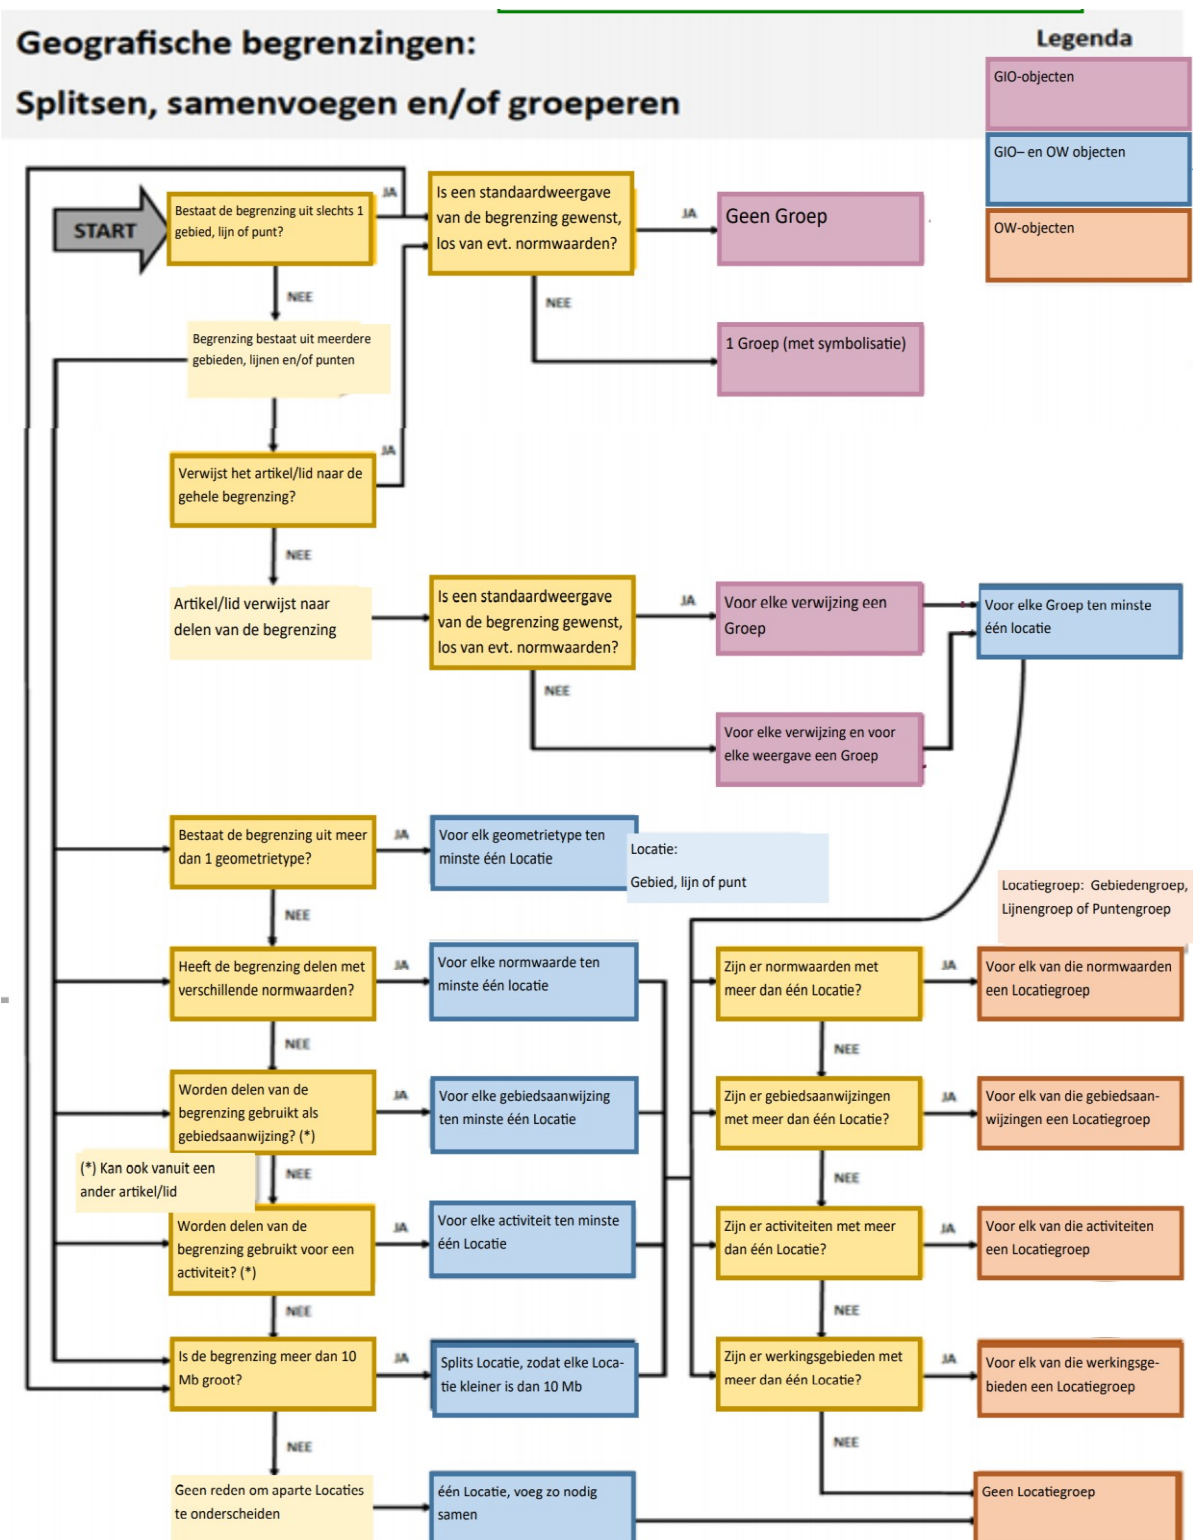 Geografische begrenzingen:
Splitsen, samenvoegen en/of groeperen
Legenda
GIO-objecten
GIO– en OW objecten
OW-objecten
START
Bestaat de begrenzing uit slechts 1
gebied, lijn of punt?
JA
Is een standaardweergave
van de begrenzing gewenst,
los van evt. normwaarden?
JA
Geen Groep
NEE
NEE
Begrenzing bestaat uit meerdere
gebieden, lijnen en/of punten
1 Groep (met symbolisatie)
JA
Verwijst het artikel/lid naar de
gehele begrenzing?
NEE
Artikel/lid verwijst naar
delen van de begrenzing
Is een standaardweergave
van de begrenzing gewenst,
los van evt. normwaarden?
JA
Voor elke verwijzing een
Groep
Voor elke Groep ten minste
één locatie
NEE
Voor elke verwijzing en voor
elke weergave een Groep
Bestaat de begrenzing uit meer
dan 1 geometrietype?
JA
Voor elk geometrietype ten
minste één Locatie
Locatie:
Gebied, lijn of punt
Locatiegroep: Gebiedengroep,
Lijnengroep of Puntengroep
NEE
Heeft de begrenzing delen met
verschillende normwaarden?
JA
Voor elke normwaarde ten
minste één locatie
Zijn er normwaarden met
meer dan één Locatie?
JA
Voor elk van die normwaarden
een Locatiegroep
NEE
NEE
Worden delen van de
begrenzing gebruikt als
gebiedsaanwijzing? (*)
JA
Voor elke gebiedsaanwijzing
ten minste één Locatie
Zijn er gebiedsaanwijzingen
met meer dan één Locatie?
JA
Voor elk van die gebiedsaan-
wijzingen een Locatiegroep
(*) Kan ook vanuit een
ander artikel/lid
NEE
NEE
Worden delen van de
begrenzing gebruikt voor een
activiteit? (*)
JA
Voor elke activiteit ten minste
één Locatie
Zijn er activiteiten met meer
dan één Locatie?
JA
Voor elk van die activiteiten
een Locatiegroep
NEE
NEE
Is de begrenzing meer dan 10
Mb groot?
JA
Splits Locatie, zodat elke Loca-
tie kleiner is dan 10 Mb
Zijn er werkingsgebieden met
meer dan één Locatie?
JA
Voor elk van die werkingsge-
bieden een Locatiegroep
NEE
NEE
Geen reden om aparte Locaties
te onderscheiden
één Locatie, voeg zo nodig
samen
Geen Locatiegroep